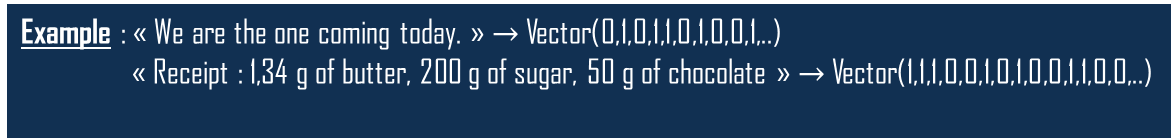 Example : « We are the one coming today. » → Vector(0,1,0,1,1,0,1,0,0,1,..)
« Receipt : 1,34 g of butter, 200 g of sugar, 50 g of chocolate » → Vector(1,1,1,0,0,1,0,1,0,0,1,1,0,0,..)